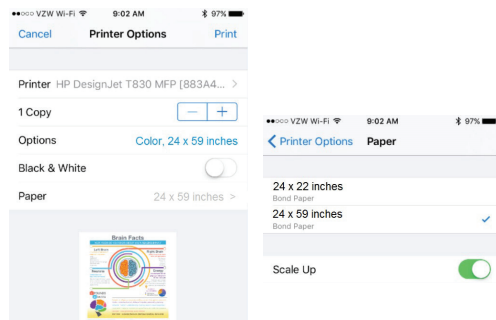 VZW Wi-Fi 9:02 AM 97%
Cancel Printer Options Print
Printer HP DesignJet T830 MFP [883A4... >
1 Copy − +
Options Color, 24 x 59 inches
Black & White
Paper 24 x 59 inches >
Brain Facts
VZW Wi-Fi 9:02 AM 97%
Printer Options Paper
24 x 22 inches
Bond Paper
24 x 59 inches
Bond Paper
Scale Up